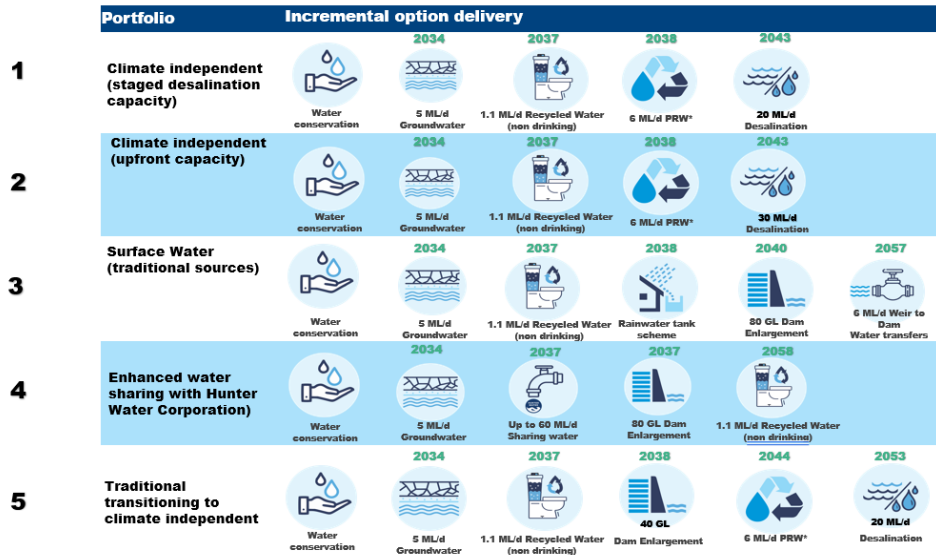 Portfolio
Incremental option delivery
1
Climate independent
(staged desalination
capacity)
Water
conservation
2034
5 ML/d
Groundwater
2037
1.1 ML/d Recycled Water
(non drinking)
2038
6 ML/d PRW*
2043
20 ML/d
Desalination
2
Climate independent
(upfront capacity)
Water
conservation
2034
5 ML/d
Groundwater
2037
1.1 ML/d Recycled Water
(non drinking)
2038
6 ML/d PRW*
2043
30 ML/d
Desalination
3
Surface Water
(traditional sources)
Water
conservation
2034
5 ML/d
Groundwater
2037
1.1 ML/d Recycled Water
(non drinking)
2038
Rainwater tank
scheme
2040
80 GL Dam
Enlargement
2057
6 ML/d Weir to
Dam
Water transfers
4
Enhanced water
sharing with Hunter
Water Corporation)
Water
conservation
2034
5 ML/d
Groundwater
2037
Up to 60 ML/d
Sharing water
2037
80 GL Dam
Enlargement
2058
1.1 ML/d Recycled Water
(non drinking)
5
Traditional
transitioning to
climate independent
Water
conservation
2034
5 ML/d
Groundwater
2037
1.1 ML/d Recycled Water
(non drinking)
2038
40 GL
Dam Enlargement
2044
6 ML/d PRW*
2053
20 ML/d
Desalination